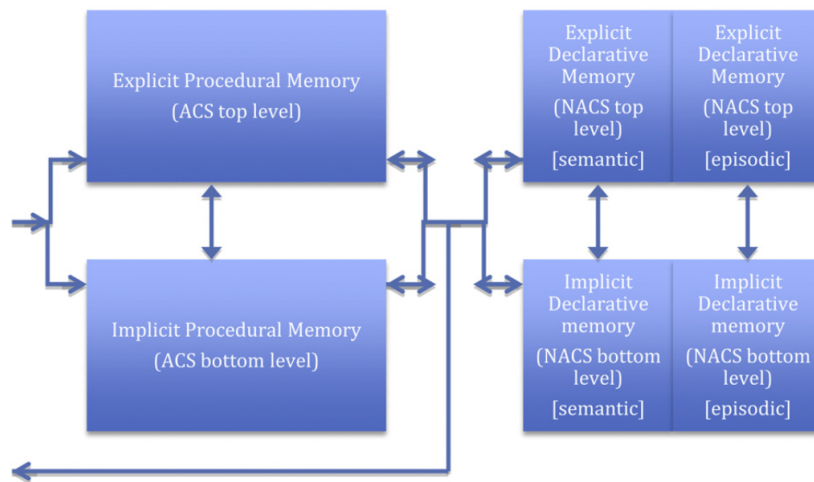 Explicit Procedural Memory
(ACS top level)
Explicit
Declarative
Memory
(NACS top
level)
[semantic]
Explicit
Declarative
Memory
(NACS top
level)
[episodic]
Implicit Procedural Memory
(ACS bottom level)
Implicit
Declarative
memory
(NACS bottom
level)
[semantic]
Implicit
Declarative
memory
(NACS bottom
level)
[episodic]